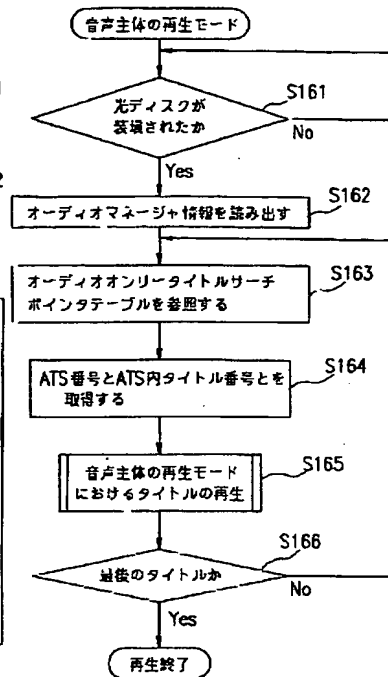 音声主体の再生モード
光ディスクが
装填されたか
S161
No
Yes
オーディオマネージャ情報を読み出す
S162
オーディオオンリータイトルサーチ
ポインタテーブルを参照する
S163
ATS番号とATS内タイトル番号とを
取得する
S164
音声主体の再生モード
におけるタイトルの再生
S165
最後のタイトルか
S166
No
Yes
再生終了